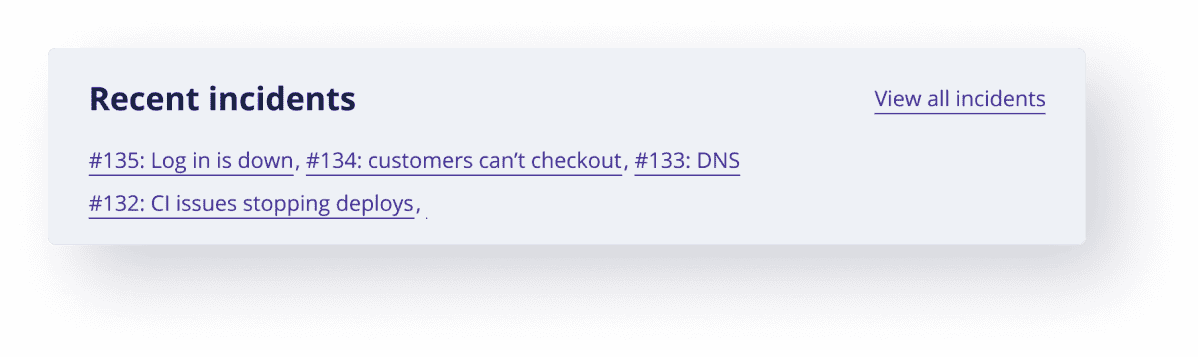 Recent incidents
View all incidents
#135: Log in is down, #134: customers can’t checkout, #133: DNS
#132: CI issues stopping deploys,